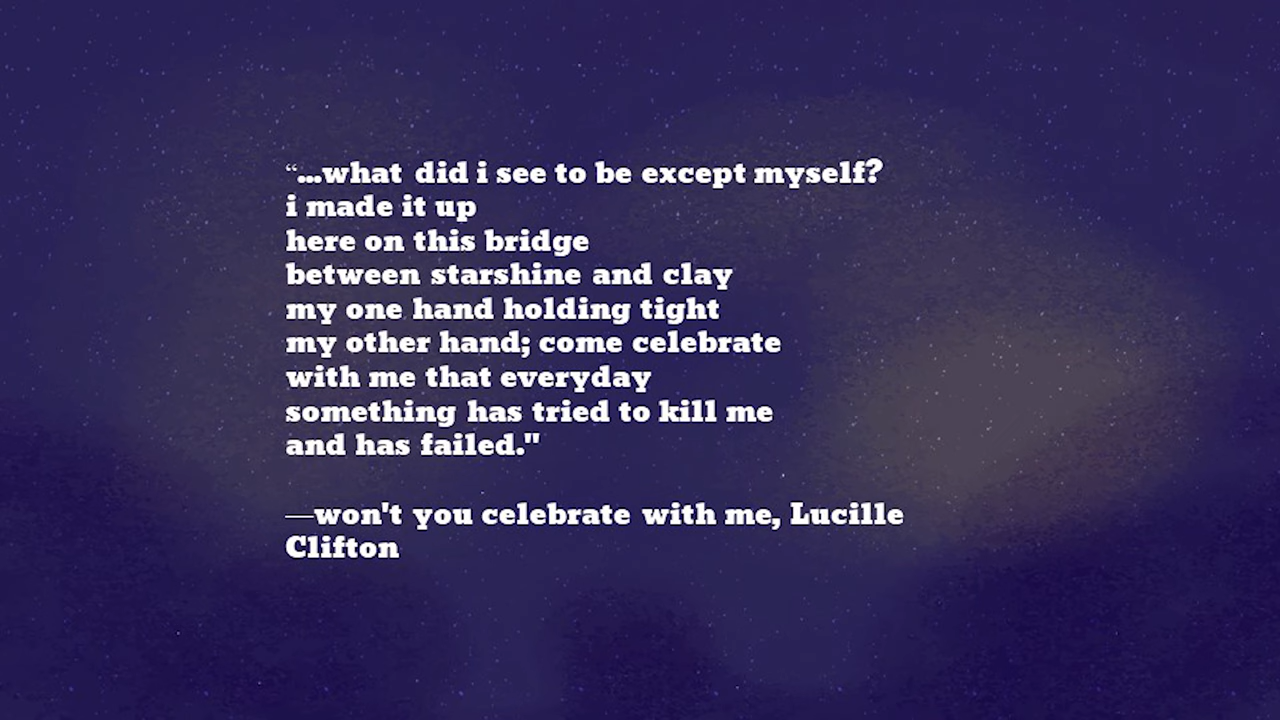 “...what did i see to be except myself?
i made it up
here on this bridge
between starshine and clay
my one hand holding tight
my other hand; come celebrate
with me that everyday
something has tried to kill me
and has failed."
—won't you celebrate with me, Lucille
Clifton